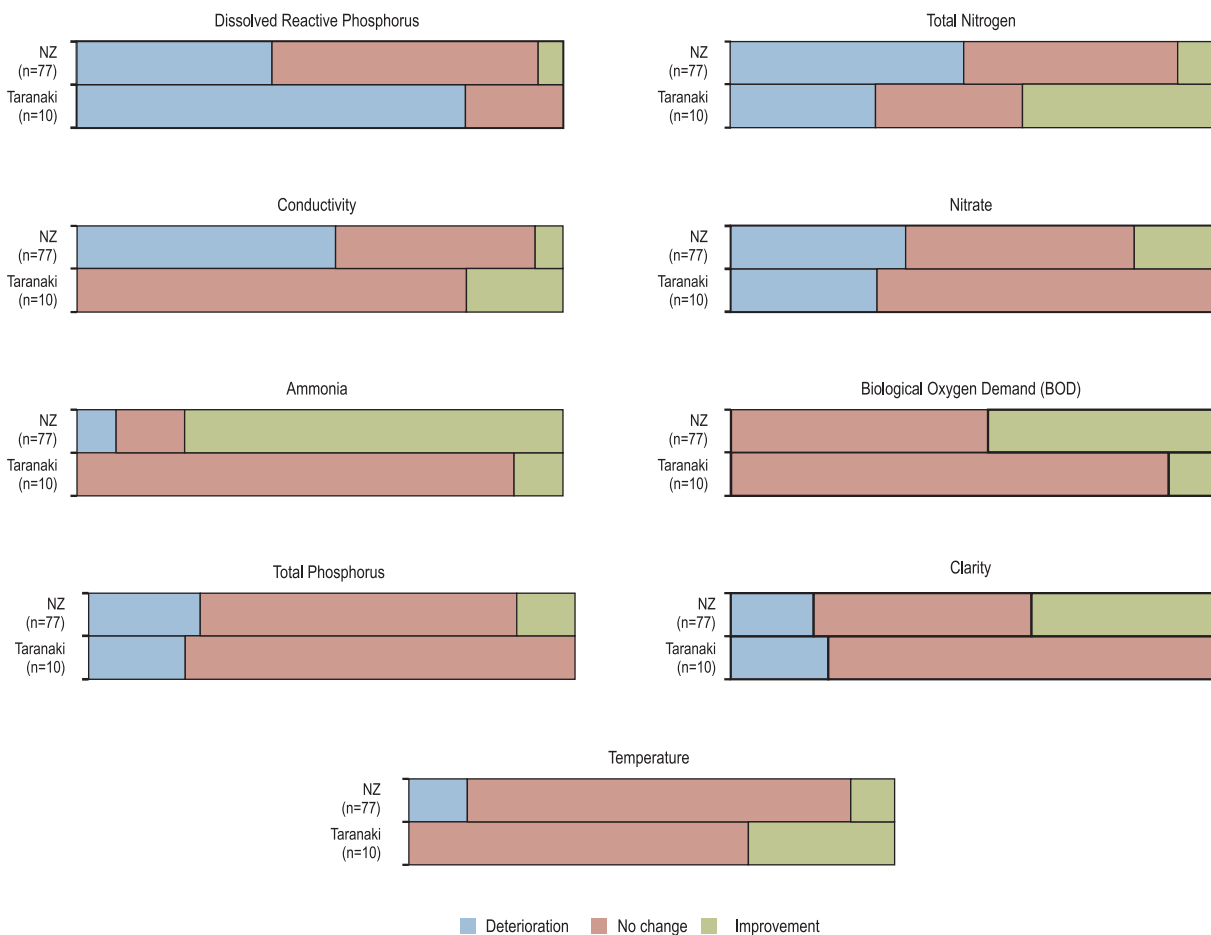 Dissolved Reactive Phosphorus
NZ
(n=77)
Taranaki
(n=10)
Total Nitrogen
NZ
(n=77)
Taranaki
(n=10)
Conductivity
NZ
(n=77)
Taranaki
(n=10)
Nitrate
NZ
(n=77)
Taranaki
(n=10)
Ammonia
NZ
(n=77)
Taranaki
(n=10)
Biological Oxygen Demand (BOD)
NZ
(n=77)
Taranaki
(n=10)
Total Phosphorus
NZ
(n=77)
Taranaki
(n=10)
Clarity
NZ
(n=77)
Taranaki
(n=10)
Temperature
NZ
(n=77)
Taranaki
(n=10)
Deterioration No change Improvement